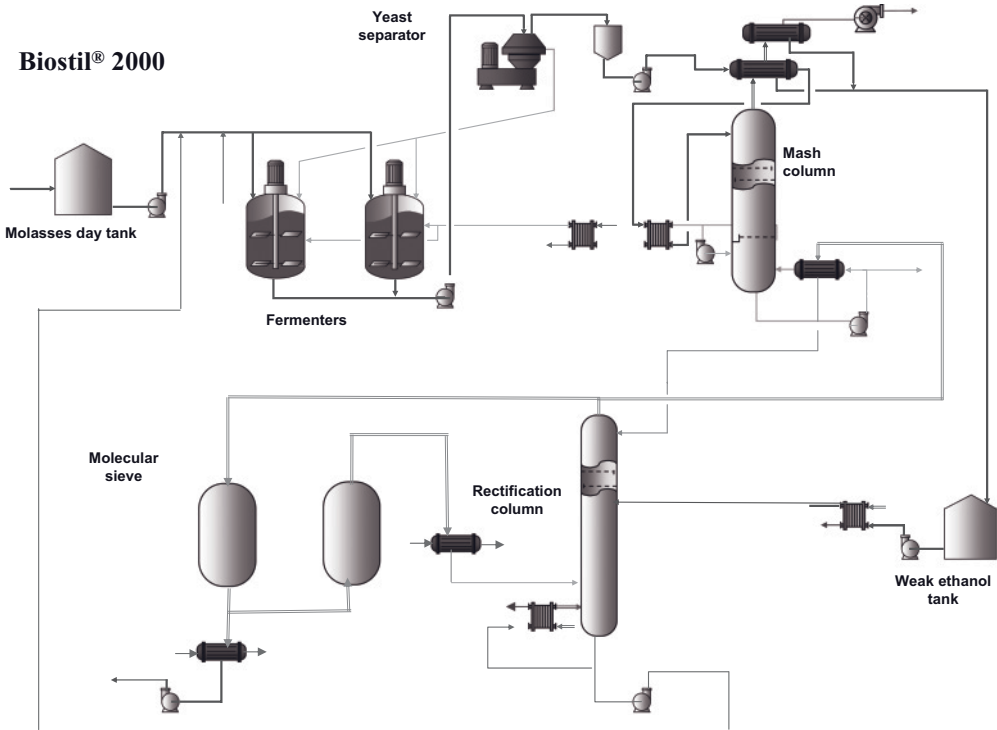 Yeast
separator
Biostil® 2000
Mash
column
Molasses day tank
Fermenters
Molecular
sieve
Rectification
column
Weak ethanol
tank